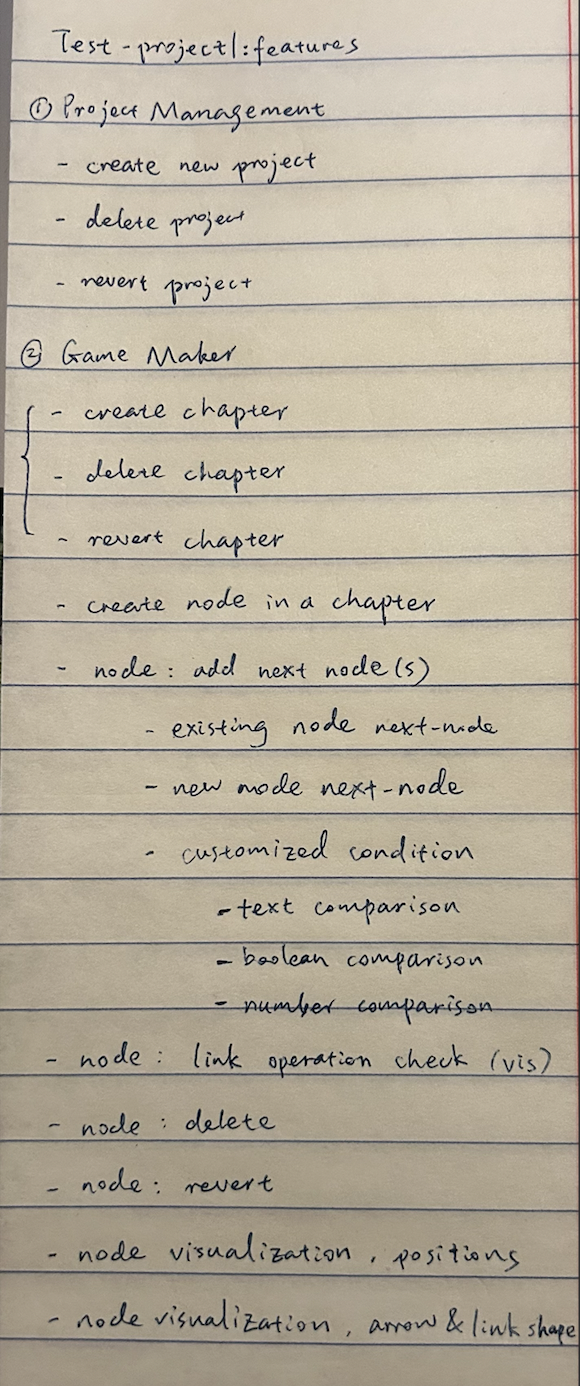 Test-project1: features
① Project Management
- create new project
- delete project
- revert project
② Game Maker
- create chapter
- delete chapter
- revert chapter
- create node in a chapter
- node: add next node(s)
- existing node next-node
- new mode next-node
- customized condition
- text comparison
- boolean comparison
- number comparison
- node: link operation check (vis)
- node: delete
- node: revert
- node visualization, positions
- node visualization, arrow & link shape